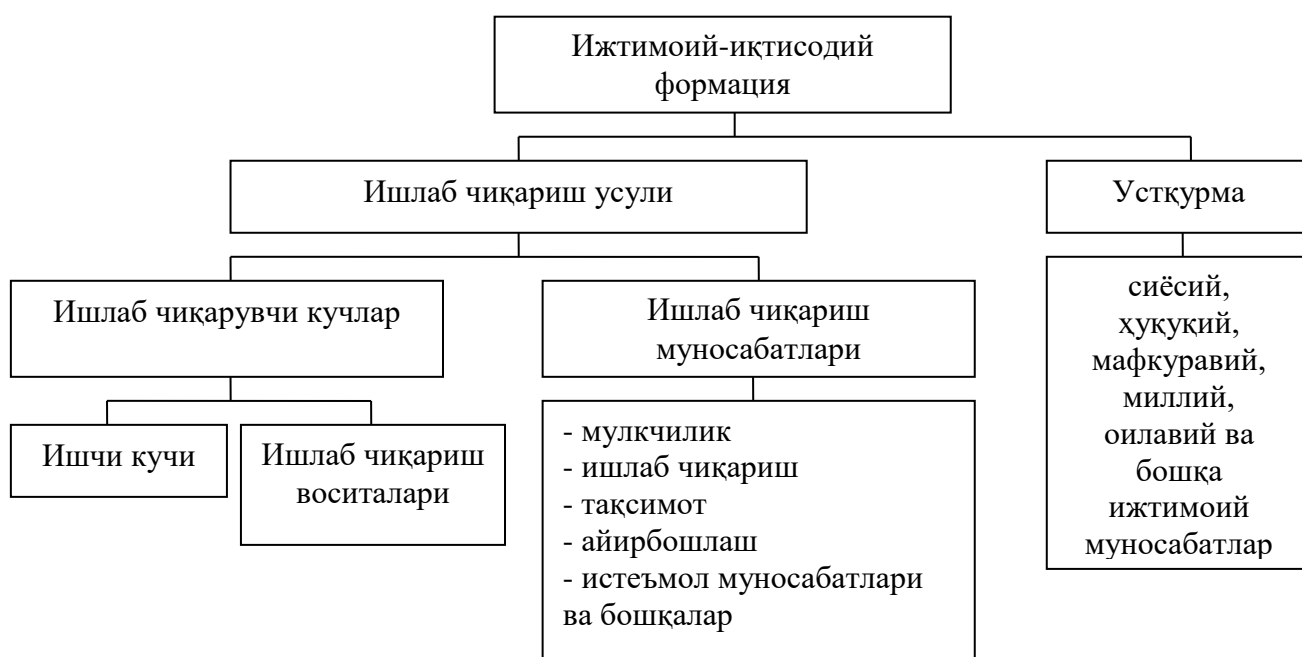 Ижтимоий-иқтисодий
формация
Ишлаб чиқариш усули
Устқурма
Ишлаб чиқарувчи кучлар
Ишлаб чиқариш
муносабатлари
сиёсий,
ҳуқуқий,
мафкуравий,
миллий,
оилавий ва
бошқа
ижтимоий
муносабатлар
Ишчи кучи
Ишлаб чиқариш
воситалари
- мулкчилик
- ишлаб чиқариш
- тақсимот
- айирбошлаш
- истеъмол муносабатлари
ва бошқалар